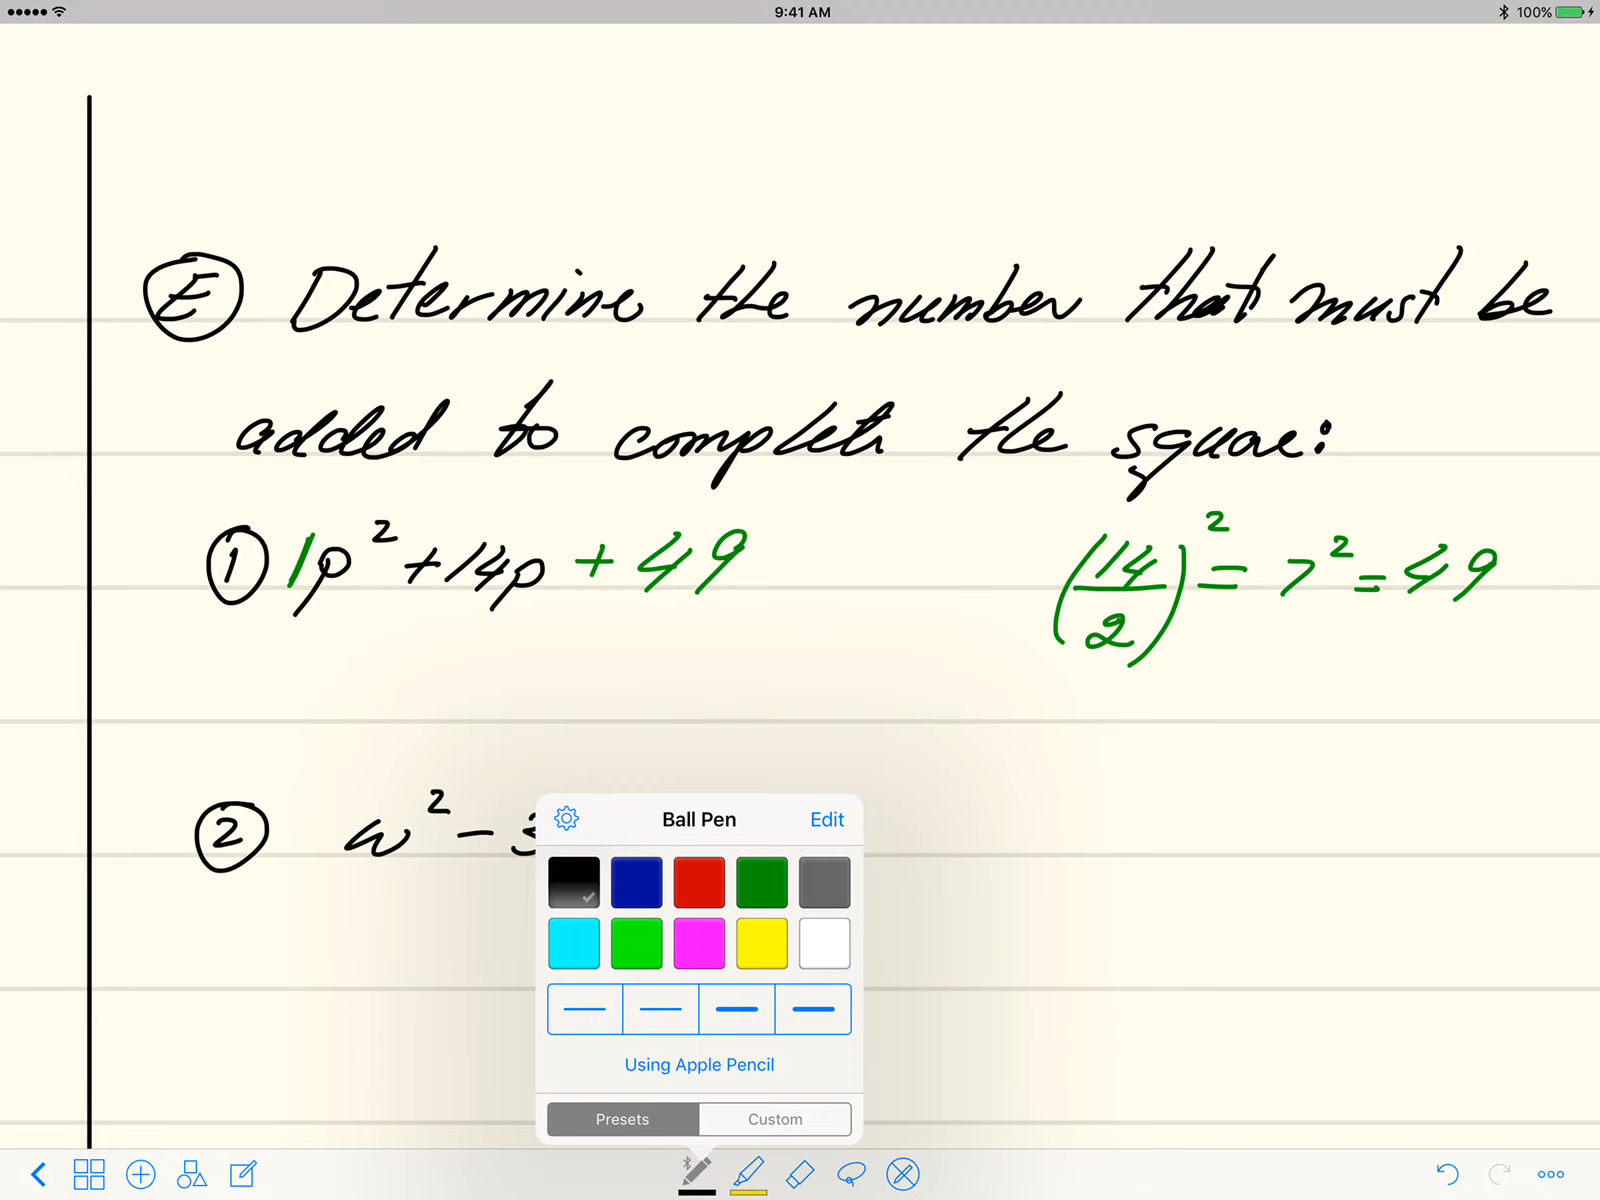 9:41 AM 100%
Ⓔ Determine the number that must be
added to complete the square:
① 1p² + 14p + 49 (14/2)² = 7² = 49
② w² - 3
Ball Pen Edit
Using Apple Pencil
Presets Custom